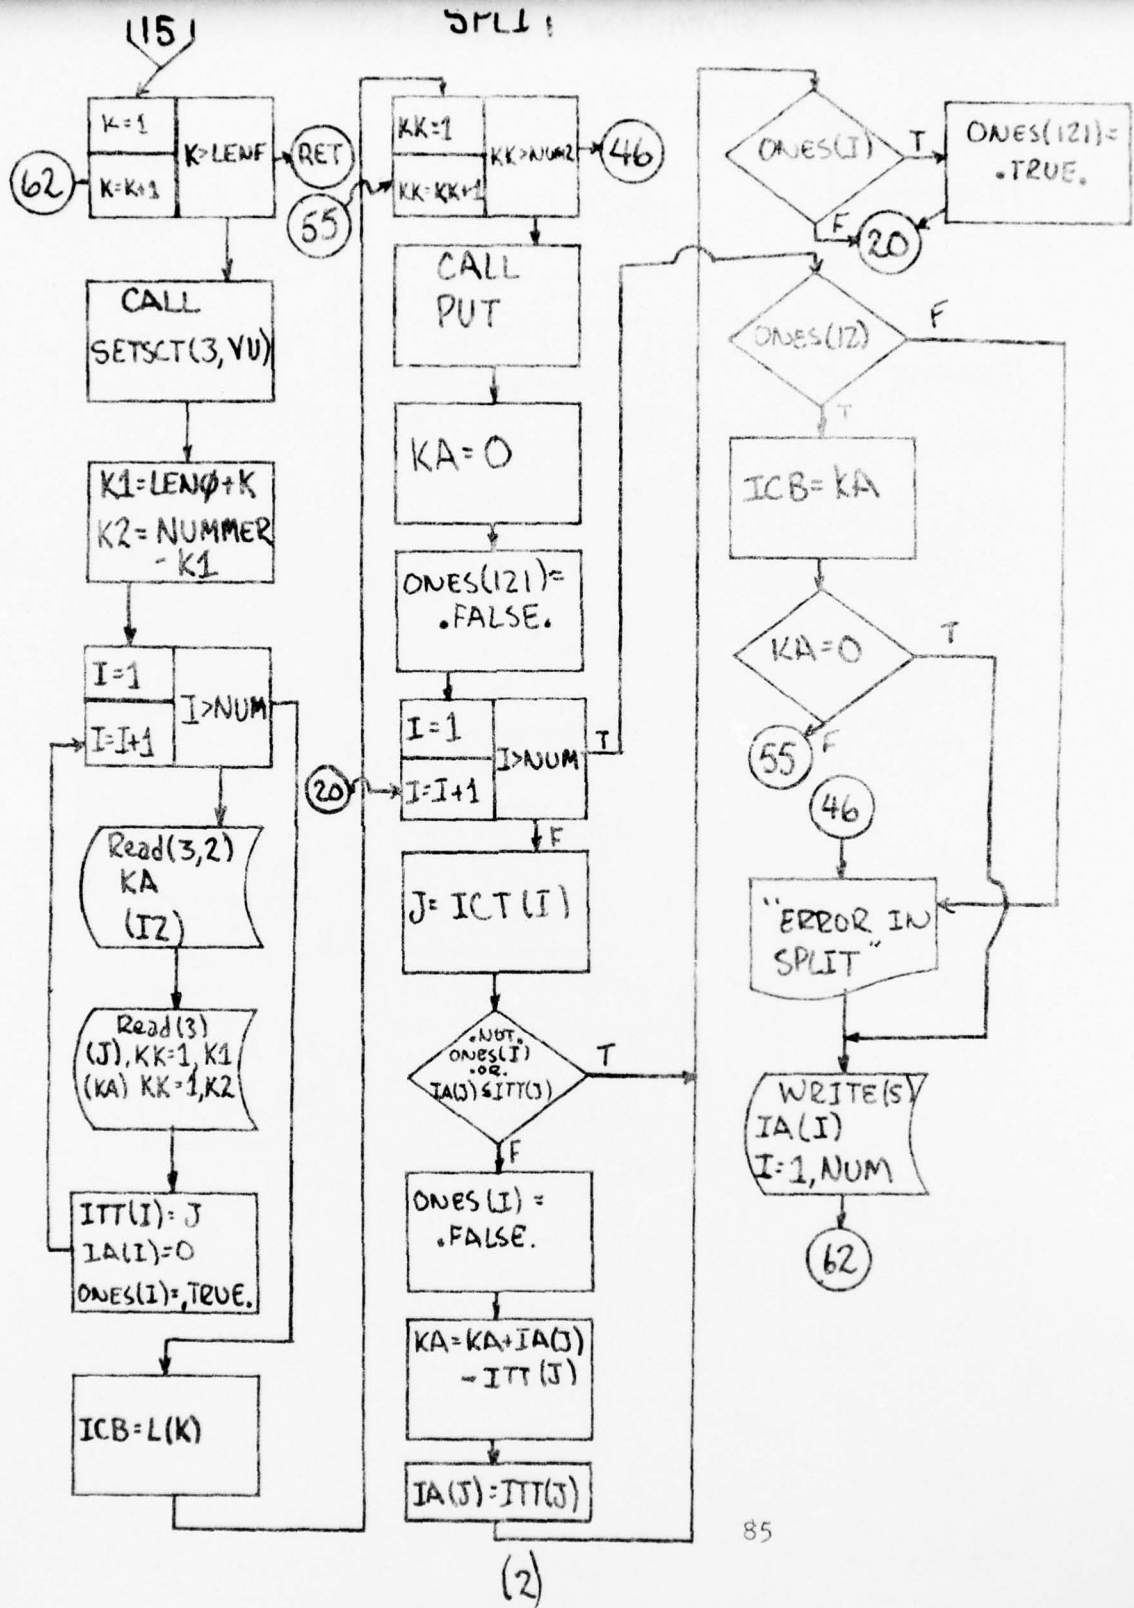 115
SPLIT
K=1
K>LENF
RET
62
K=K+1
CALL
SETSCT(3,VU)
K1=LENØ+K
K2=NUMMER
-K1
I=1
I>NUM
I=I+1
Read(3,2)
KA
(IZ)
Read(3)
(J),KK=1,K1
(KA) KK=1,K2
ITT(I)=J
IA(I)=0
ONES(I)=.TRUE.
ICB=L(K)
KK=1
KK>NUM2
46
KK=KK+1
55
CALL
PUT
KA=0
ONES(121)=
.FALSE.
I=1
I>NUM
T
20
I=I+1
F
J=ICT(I)
.NOT.
ONES(I)
.OR.
IA(J)≤ITT(J)
T
F
ONES(I)=
.FALSE.
KA=KA+IA(J)
-ITT(J)
IA(J)=ITT(J)
ONES(I)
T
ONES(121)=
.TRUE.
F
20
ONES(IZ)
F
T
ICB=KA
KA=0
T
F
55
46
"ERROR IN
SPLIT"
WRITE(S)
IA(I)
I=1,NUM
62
85
(2)